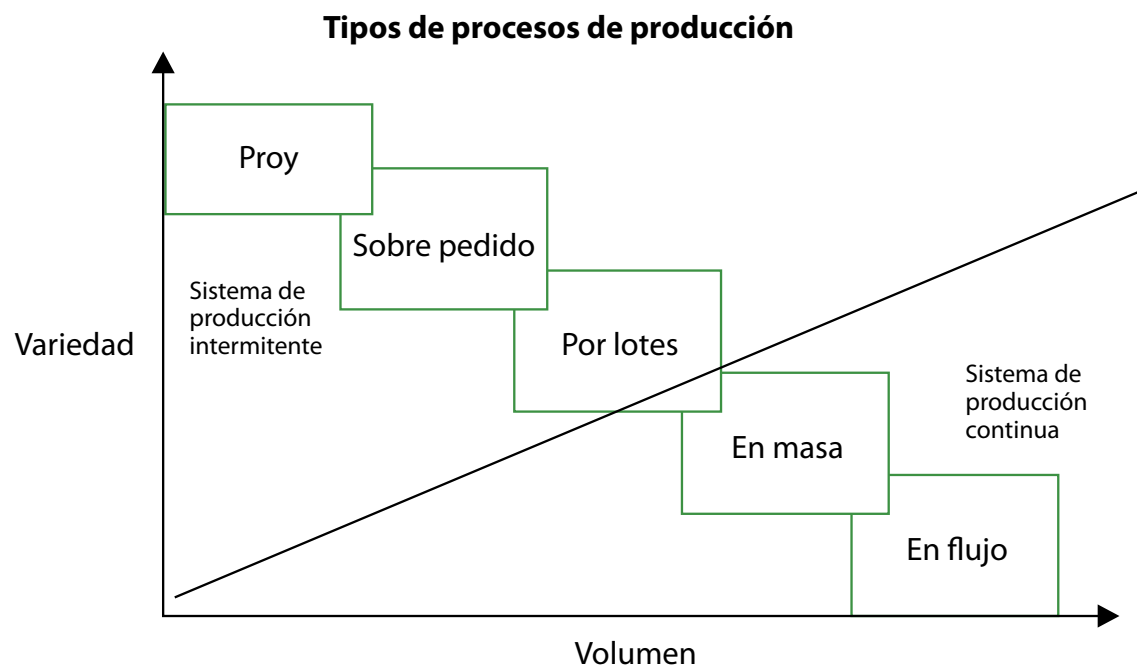 Tipos de procesos de producción
Proy
Sobre pedido
Sistema de
producción
intermitente
Variedad
Por lotes
Sistema de
producción
continua
En masa
En flujo
Volumen